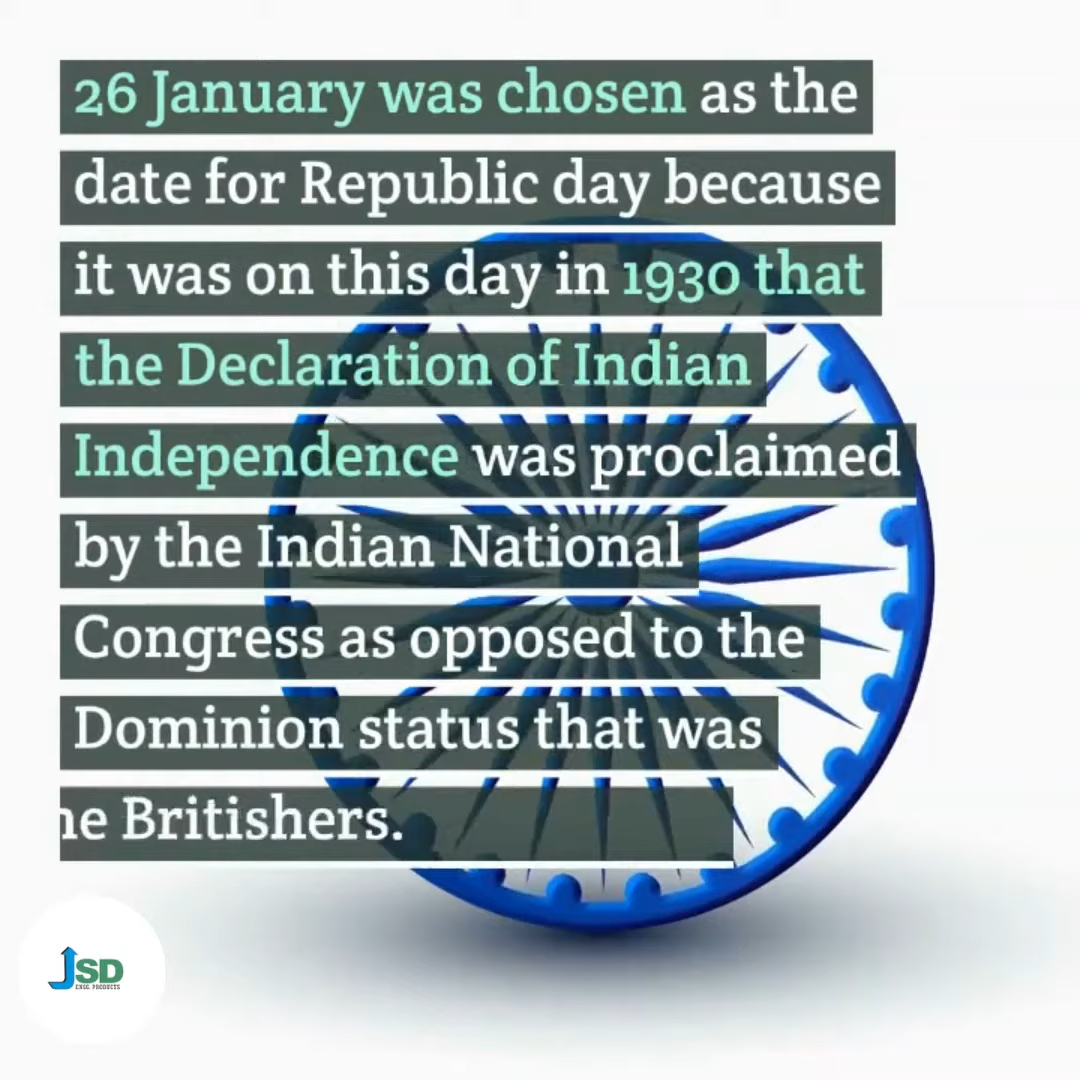 26 January was chosen as the
date for Republic day because
it was on this day in 1930 that
the Declaration of Indian
Independence was proclaimed
by the Indian National
Congress as opposed to the
Dominion status that was
Britishers.
JSD
ENGG. PRODUCTS